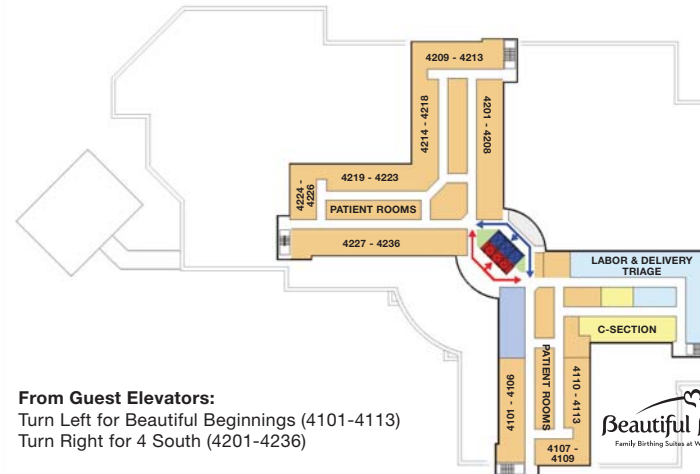 4209 - 4213
4214 - 4218
4201 - 4208
4219 - 4223
4224 -
4226
PATIENT ROOMS
4227 - 4236
LABOR & DELIVERY
TRIAGE
C-SECTION
PATIENT ROOMS
4101 - 4106
4110 - 4113
4107 -
4109
From Guest Elevators:
Turn Left for Beautiful Beginnings (4101-4113)
Turn Right for 4 South (4201-4236)
Beautiful
Family Birthing Suites at